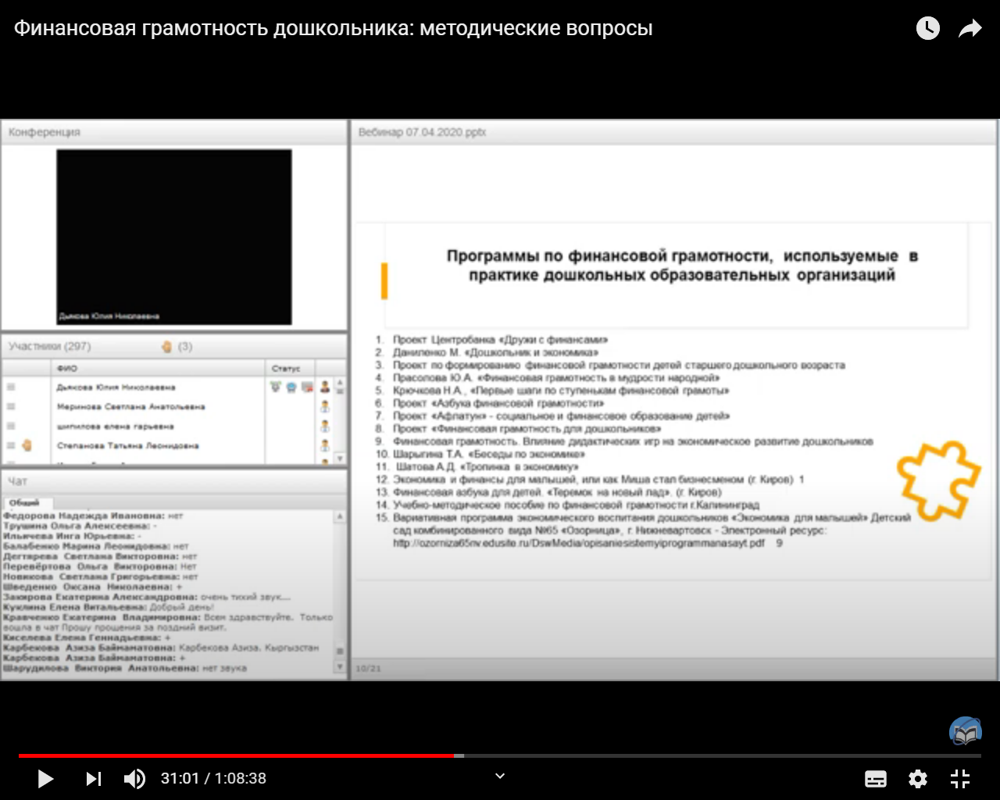 Финансовая грамотность дошкольника: методические вопросы
Конференция
Дьякова Юлия Николаевна
Участники (297) (3)
ФИО Статус
Дьякова Юлия Николаевна
Меринова Светлана Анатольевна
шипилова елена гарьевна
Степанова Татьяна Леонидовна
Чат
Общий
Федорова Надежда Ивановна: нет
Трушина Ольга Алексеевна: -
Ильичева Инга Юрьевна: -
Балабенко Марина Леонидовна: нет
Дегтярева Светлана Викторовна: нет
Перевёртова Ольга Викторовна: Нет
Новикова Светлана Григорьевна: нет
Шведенко Оксана Николаевна: +
Закирова Екатерина Александровна: очень тихий звук...
Куклина Елена Витальевна: Добрый день!
Кравченко Екатерина Владимировна: Всем здравствуйте. Только
вошла в чат Прошу прощения за поздний визит.
Киселева Елена Геннадьевна: +
Карбекова Азиза Баймаматовна: Карбекова Азиза. Кыргызстан
Карбекова Азиза Баймаматовна: +
Шарудилова Виктория Анатольевна: нет звука
Вебинар 07.04.2020.pptx
Программы по финансовой грамотности, используемые в
практике дошкольных образовательных организаций
1. Проект Центробанка «Дружи с финансами»
2. Даниленко М. «Дошкольник и экономика»
3. Проект по формированию финансовой грамотности детей старшего дошкольного возраста
4. Прасолова Ю.А. «Финансовая грамотность в мудрости народной»
5. Крючкова Н.А., «Первые шаги по ступенькам финансовой грамоты»
6. Проект «Азбука финансовой грамотности»
7. Проект «Афлатун» - социальное и финансовое образование детей»
8. Проект «Финансовая грамотность для дошкольников»
9. Финансовая грамотность. Влияние дидактических игр на экономическое развитие дошкольников
10. Шарыгина Т.А. «Беседы по экономике»
11. Шатова А.Д. «Тропинка в экономику»
12. Экономика и финансы для малышей, или как Миша стал бизнесменом (г. Киров) 1
13. Финансовая азбука для детей. «Теремок на новый лад». (г. Киров)
14. Учебно-методическое пособие по финансовой грамотности г.Калининград
15. Вариативная программа экономического воспитания дошкольников «Экономика для малышей» Детский
сад комбинированного вида №65 «Озорница», г. Нижневартовск - Электронный ресурс:
http://ozorniza65nv.edusite.ru/DswMedia/opisaniesistemyiprogrammanasayt.pdf 9
10/21
31:01 / 1:08:38